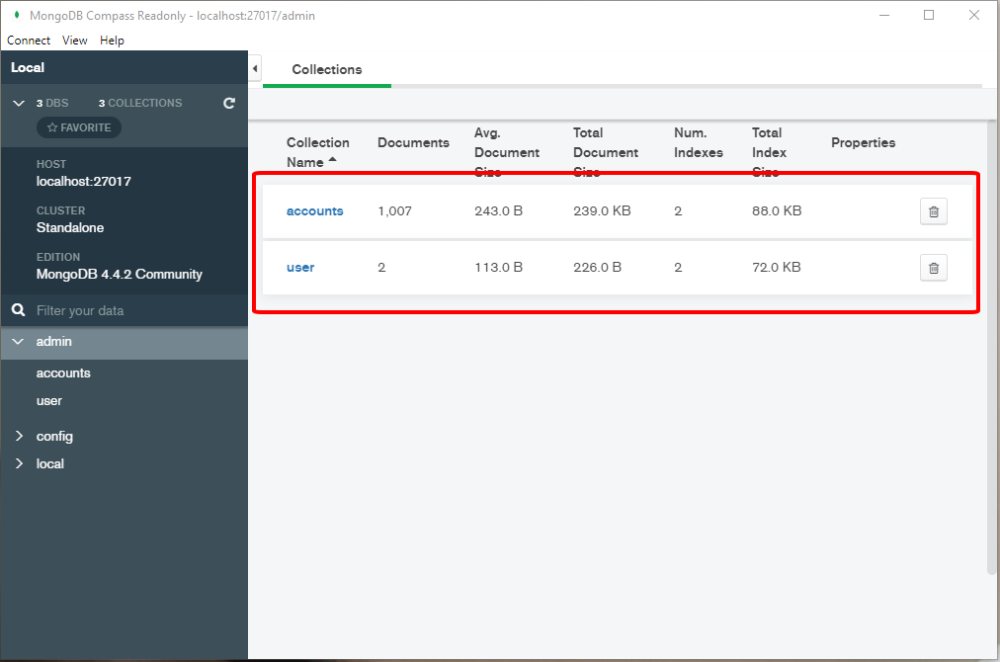 MongoDB Compass Readonly - localhost:27017/admin
Connect View Help
Local
3 DBS 3 COLLECTIONS
FAVORITE
HOST
localhost:27017
CLUSTER
Standalone
EDITION
MongoDB 4.4.2 Community
Filter your data
admin
accounts
user
config
local
Collections
Collection Name Documents Avg. Document Size Total Document Size Num. Indexes Total Index Size Properties
accounts 1,007 243.0 B 239.0 KB 2 88.0 KB
user 2 113.0 B 226.0 B 2 72.0 KB